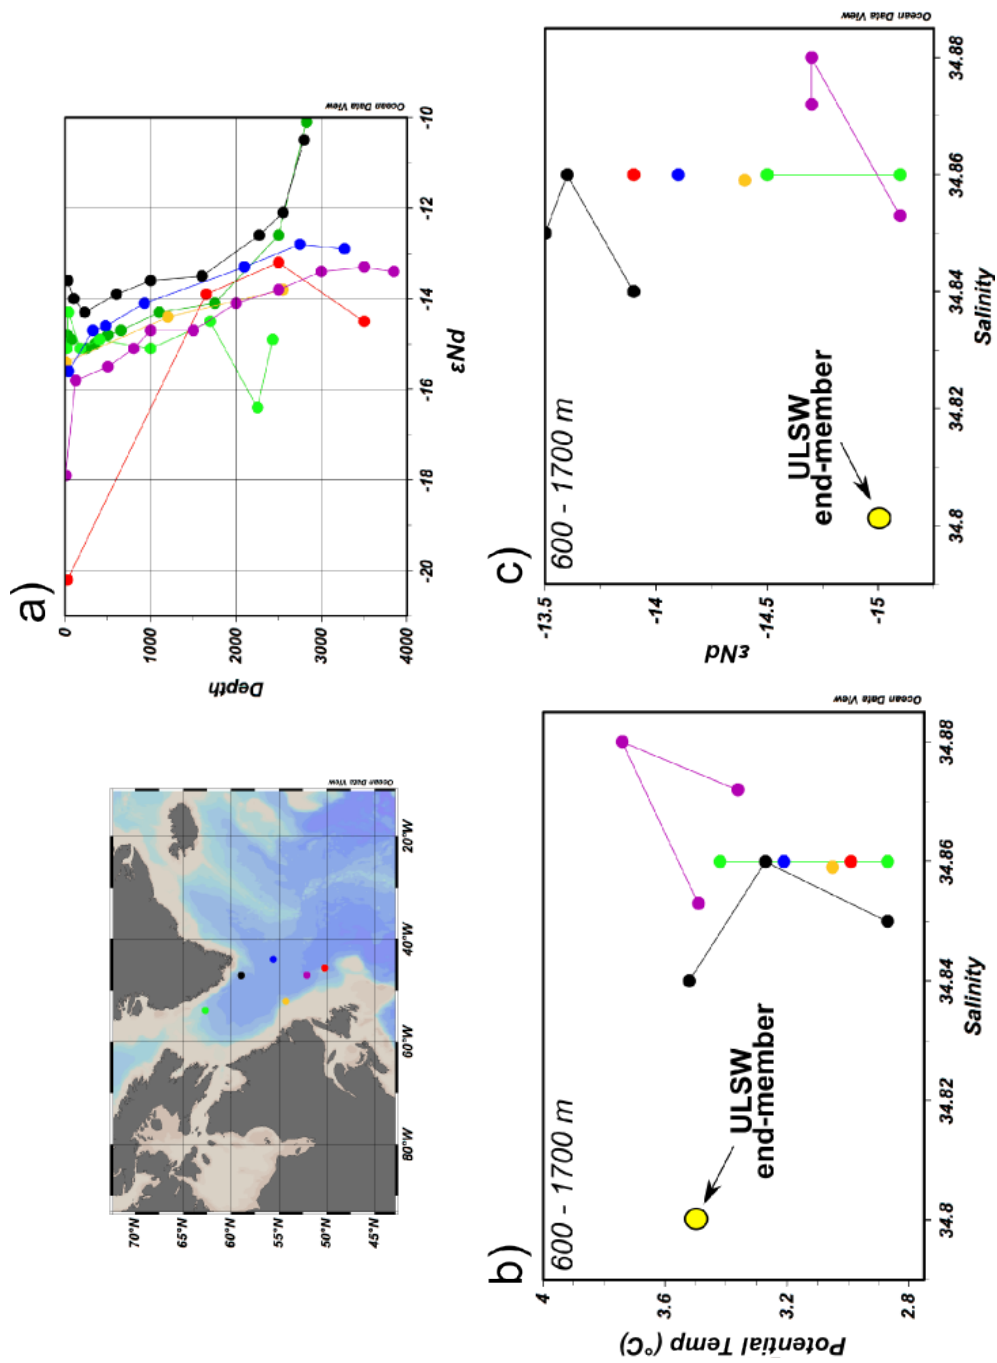 70°N
65°N
60°N
55°N
50°N
45°N
80°W
60°W
40°W
20°W
Ocean Data View
a)
0
1000
2000
3000
4000
Depth
-20
-18
-16
-14
-12
-10
εNd
Ocean Data View
b)
600 - 1700 m
4
3.6
3.2
2.8
Potential Temp (°C)
ULSW
end-member
34.8
34.82
34.84
34.86
34.88
Salinity
Ocean Data View
c)
600 - 1700 m
-13.5
-14
-14.5
-15
εNd
ULSW
end-member
34.8
34.82
34.84
34.86
34.88
Salinity
Ocean Data View